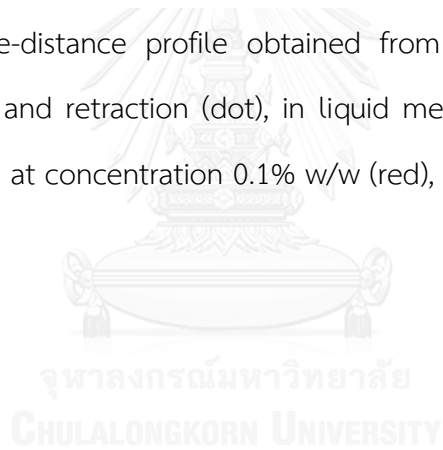 e-distance profile obtained from
and retraction (dot), in liquid me
at concentration 0.1% w/w (red),
จุฬาลงกรณ์มหาวิทยาลัย
CHULALONGKORN UNIVERSITY